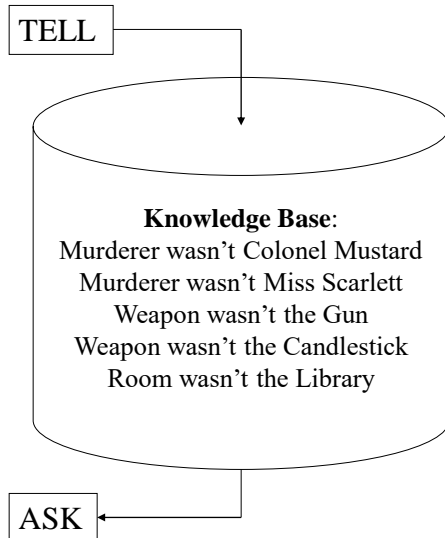 TELL
Knowledge Base:
Murderer wasn’t Colonel Mustard
Murderer wasn’t Miss Scarlett
Weapon wasn’t the Gun
Weapon wasn’t the Candlestick
Room wasn’t the Library
ASK